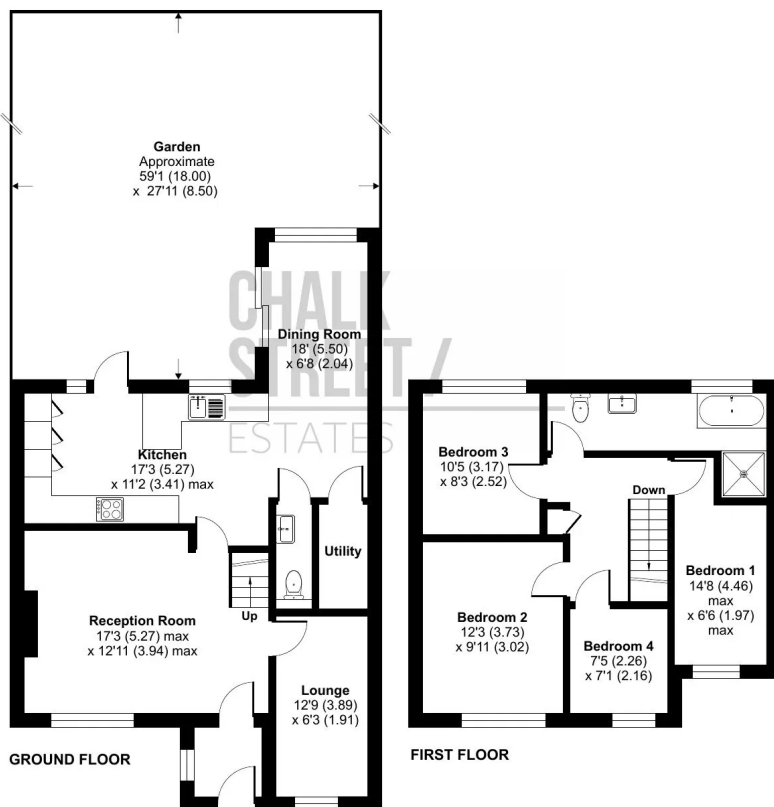 Garden
Approximate
59'1 (18.00)
x 27'11 (8.50)
CHALK
STREET /
ESTATES
Dining Room
18' (5.50)
x 6'8 (2.04)
Kitchen
17'3 (5.27)
x 11'2 (3.41) max
Utility
Up
Reception Room
17'3 (5.27) max
x 12'11 (3.94) max
Lounge
12'9 (3.89)
x 6'3 (1.91)
GROUND FLOOR
Bedroom 3
10'5 (3.17)
x 8'3 (2.52)
Down
Bedroom 1
14'8 (4.46)
max
x 6'6 (1.97)
max
Bedroom 2
12'3 (3.73)
x 9'11 (3.02)
Bedroom 4
7'5 (2.26)
x 7'1 (2.16)
FIRST FLOOR